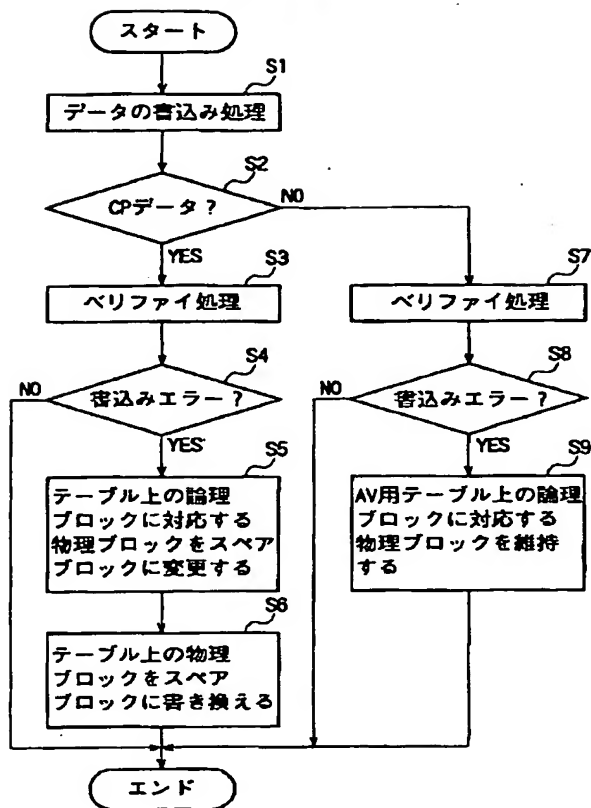 スタート
S1
データの書込み処理
S2
CPデータ?
NO
YES
S3
ベリファイ処理
S4
NO
書込みエラー?
YES
S5
テーブル上の論理
ブロックに対応する
物理ブロックをスペア
ブロックに変更する
S6
テーブル上の物理
ブロックをスペア
ブロックに書き換える
S7
ベリファイ処理
S8
NO
書込みエラー?
YES
S9
AV用テーブル上の論理
ブロックに対応する
物理ブロックを維持
する
エンド